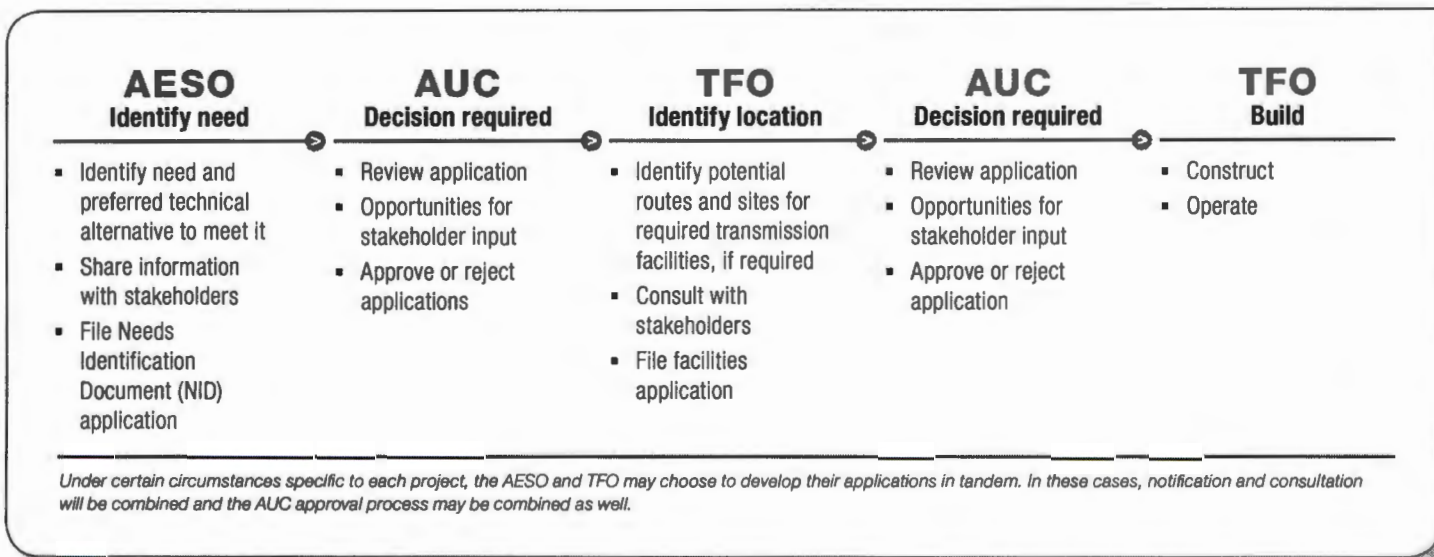 AESO
Identify need
▪ Identify need and
preferred technical
alternative to meet it
▪ Share information
with stakeholders
▪ File Needs
Identification
Document (NID)
application
AUC
Decision required
▪ Review application
▪ Opportunities for
stakeholder input
▪ Approve or reject
applications
TFO
Identify location
▪ Identify potential
routes and sites for
required transmission
facilities, if required
▪ Consult with
stakeholders
▪ File facilities
application
AUC
Decision required
▪ Review application
▪ Opportunities for
stakeholder input
▪ Approve or reject
application
TFO
Build
▪ Construct
▪ Operate
Under certain circumstances specific to each project, the AESO and TFO may choose to develop their applications in tandem. In these cases, notification and consultation
will be combined and the AUC approval process may be combined as well.